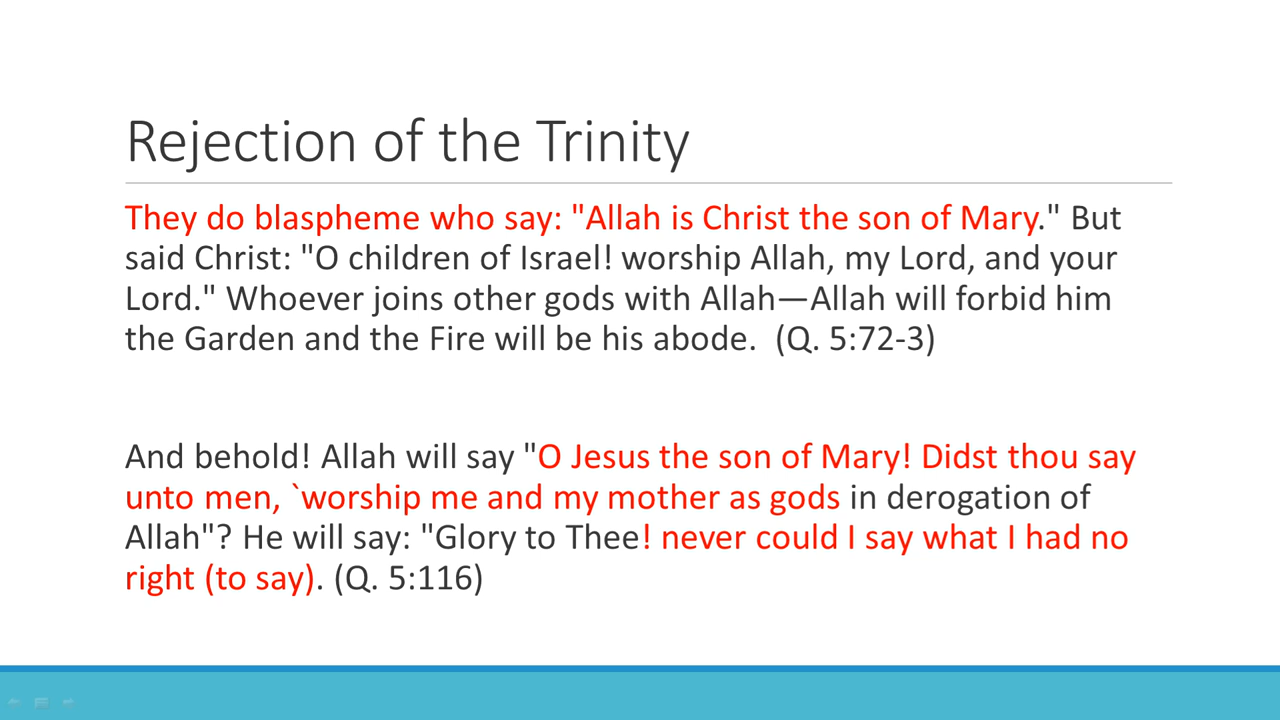 Rejection of the Trinity
They do blaspheme who say: "Allah is Christ the son of Mary." But
said Christ: "O children of Israel! worship Allah, my Lord, and your
Lord." Whoever joins other gods with Allah—Allah will forbid him
the Garden and the Fire will be his abode.  (Q. 5:72-3)
And behold! Allah will say "O Jesus the son of Mary! Didst thou say
unto men, `worship me and my mother as gods in derogation of
Allah"? He will say: "Glory to Thee! never could I say what I had no
right (to say). (Q. 5:116)